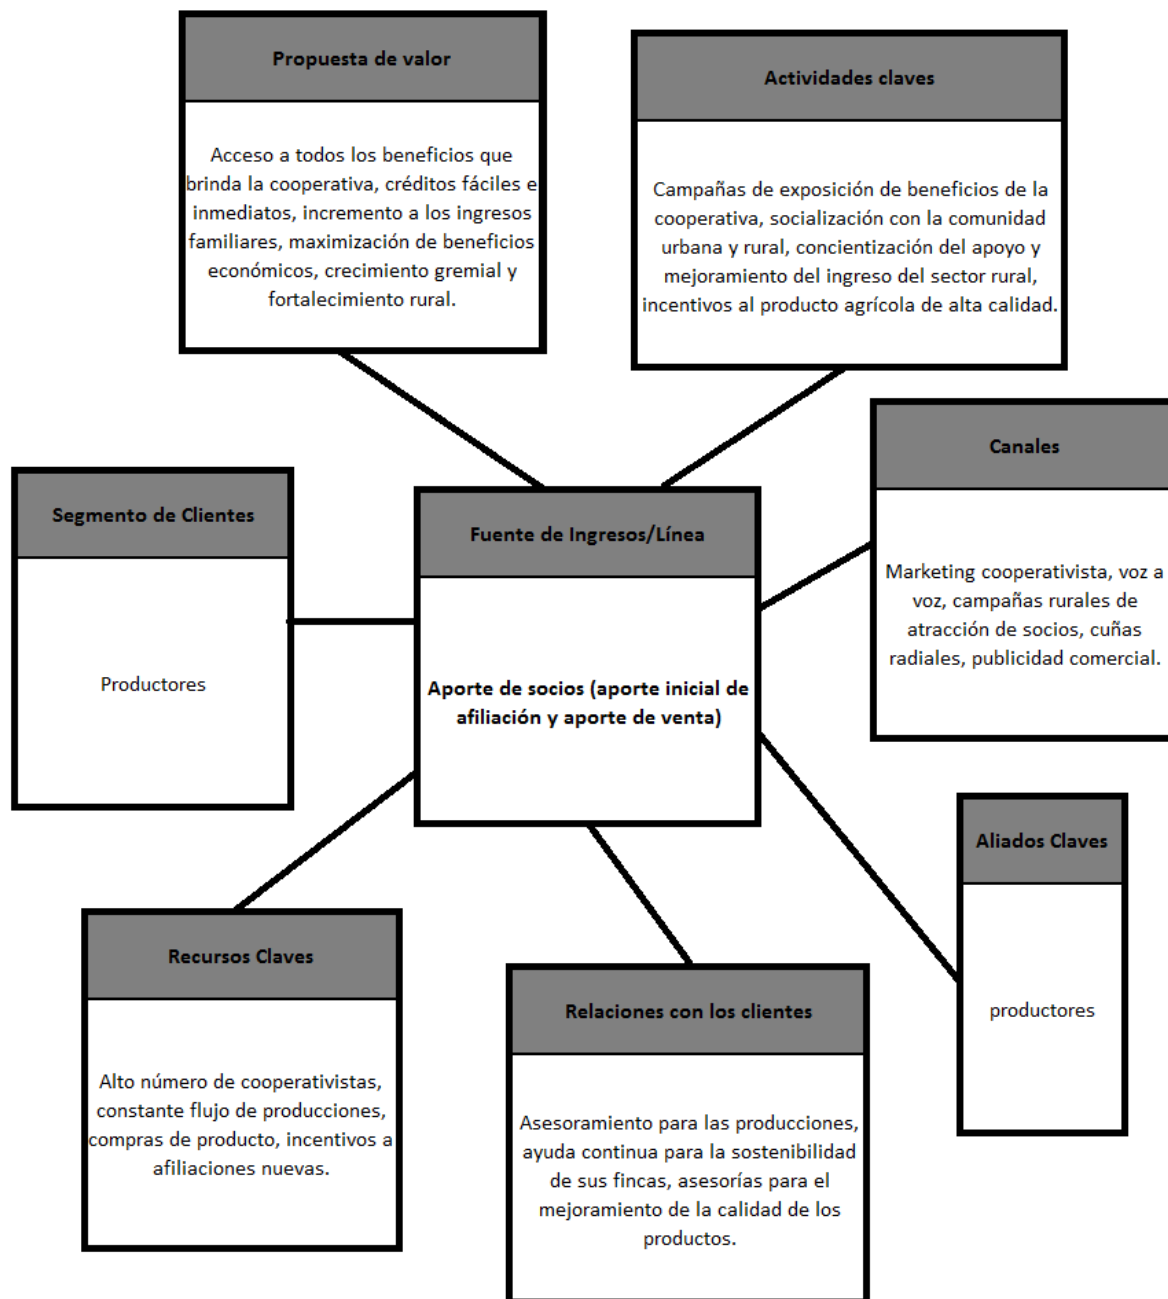 Propuesta de valor
Acceso a todos los beneficios que
brinda la cooperativa, créditos fáciles e
inmediatos, incremento a los ingresos
familiares, maximización de beneficios
económicos, crecimiento gremial y
fortalecimiento rural.
Actividades claves
Campañas de exposición de beneficios de la
cooperativa, socialización con la comunidad
urbana y rural, concientización del apoyo y
mejoramiento del ingreso del sector rural,
incentivos al producto agrícola de alta calidad.
Segmento de Clientes
Productores
Fuente de Ingresos/Línea
Aporte de socios (aporte inicial de
afiliación y aporte de venta)
Canales
Marketing cooperativista, voz a
voz, campañas rurales de
atracción de socios, cuñas
radiales, publicidad comercial.
Aliados Claves
productores
Recursos Claves
Alto número de cooperativistas,
constante flujo de producciones,
compras de producto, incentivos a
afiliaciones nuevas.
Relaciones con los clientes
Asesoramiento para las producciones,
ayuda continua para la sostenibilidad
de sus fincas, asesorías para el
mejoramiento de la calidad de los
productos.